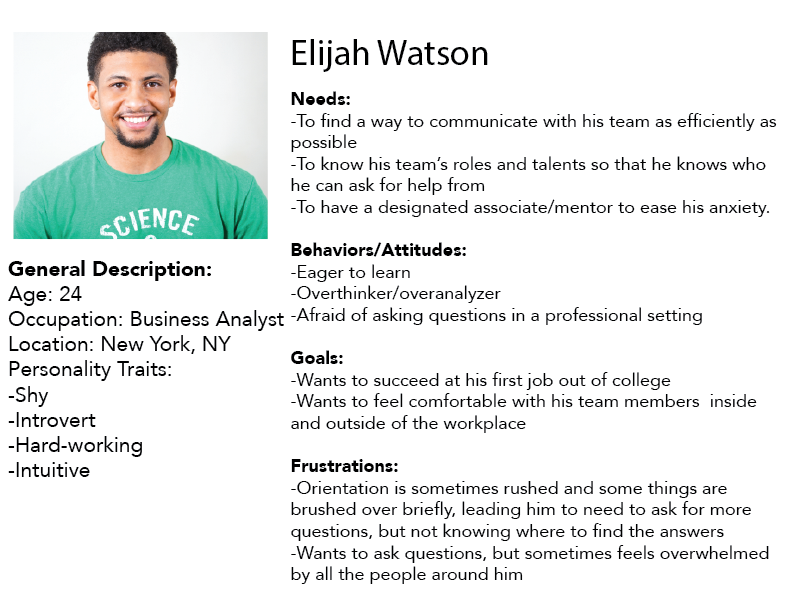 Elijah Watson
SCIENCE
General Description:
Age: 24
Occupation: Business Analyst
Location: New York, NY
Personality Traits:
-Shy
-Introvert
-Hard-working
-Intuitive
Needs:
-To find a way to communicate with his team as efficiently as
possible
-To know his team’s roles and talents so that he knows who
he can ask for help from
-To have a designated associate/mentor to ease his anxiety.
Behaviors/Attitudes:
-Eager to learn
-Overthinker/overanalyzer
-Afraid of asking questions in a professional setting
Goals:
-Wants to succeed at his first job out of college
-Wants to feel comfortable with his team members  inside
and outside of the workplace
Frustrations:
-Orientation is sometimes rushed and some things are
brushed over briefly, leading him to need to ask for more
questions, but not knowing where to find the answers
-Wants to ask questions, but sometimes feels overwhelmed
by all the people around him